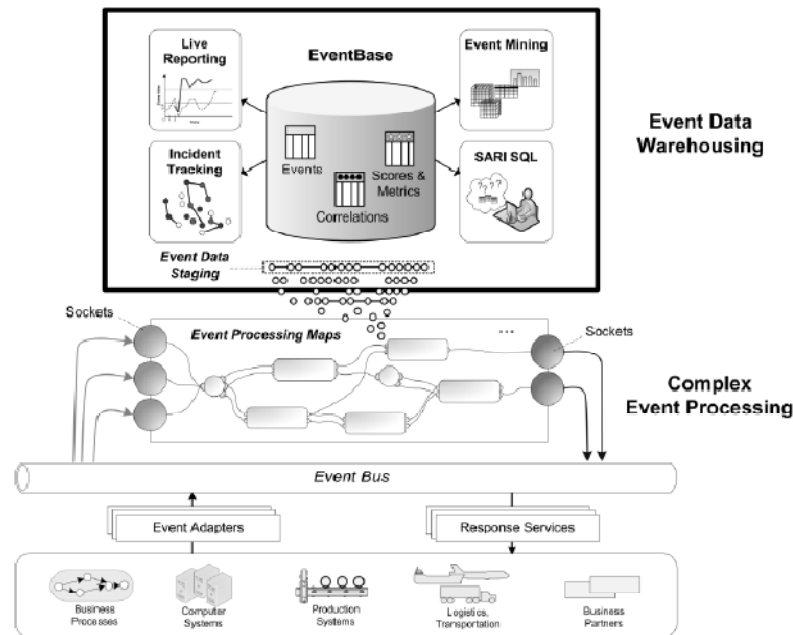 Live
Reporting
EventBase
Event Mining
Incident
Tracking
Events
Scores &
Metrics
Correlations
SARI SQL
Event Data
Warehousing
Event Data
Staging
Sockets
Event Processing Maps
...
Sockets
Complex
Event Processing
Event Bus
Event Adapters
Response Services
Business
Processes
Computer
Systems
Production
Systems
Logistics,
Transportation
Business
Partners